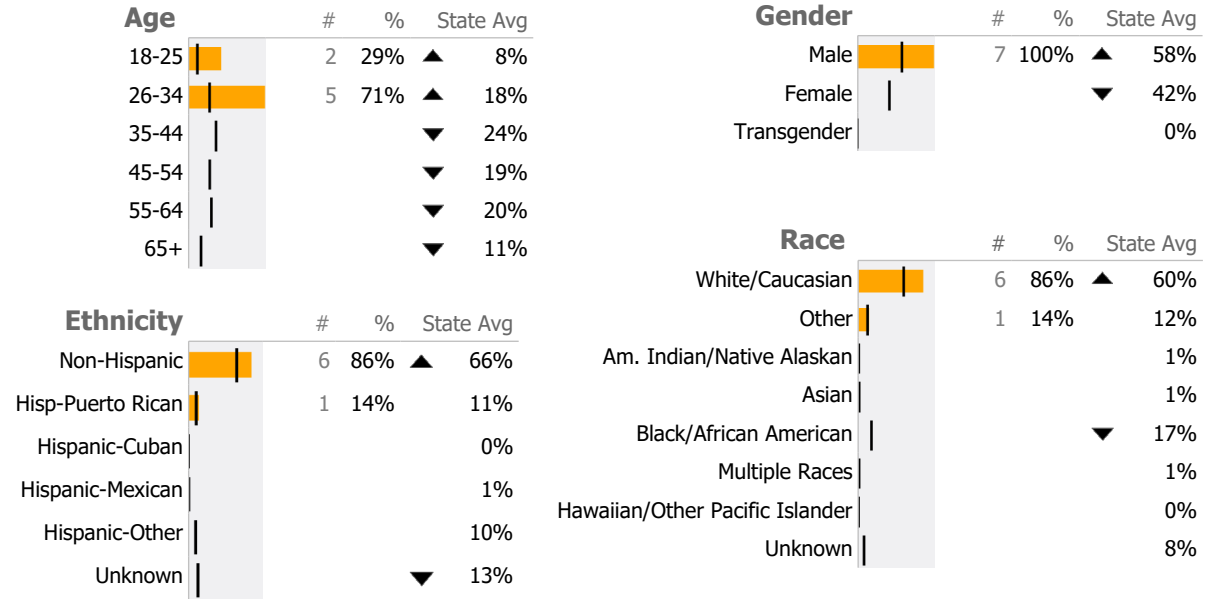 Age # % State Avg
18-25 2 29% ▲ 8%
26-34 5 71% ▲ 18%
35-44 ▼ 24%
45-54 ▼ 19%
55-64 ▼ 20%
65+ ▼ 11%
Ethnicity # % State Avg
Non-Hispanic 6 86% ▲ 66%
Hisp-Puerto Rican 1 14% 11%
Hispanic-Cuban 0%
Hispanic-Mexican 1%
Hispanic-Other 10%
Unknown ▼ 13%
Gender # % State Avg
Male 7 100% ▲ 58%
Female ▼ 42%
Transgender 0%
Race # % State Avg
White/Caucasian 6 86% ▲ 60%
Other 1 14% 12%
Am. Indian/Native Alaskan 1%
Asian 1%
Black/African American ▼ 17%
Multiple Races 1%
Hawaiian/Other Pacific Islander 0%
Unknown 8%